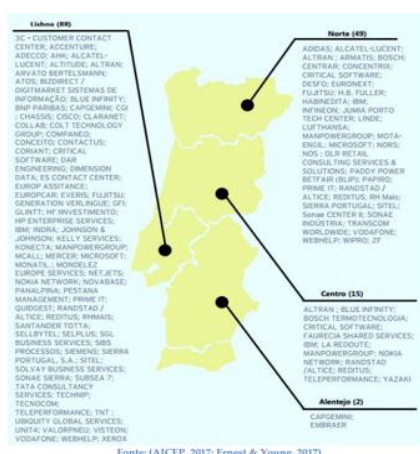 Lisboa (88)
3C - CUSTOMER CONTACT
CENTER; ACCENTURE;
ADECCO; AHK; ALCATEL-
LUCENT; ALTITUDE; ALTRAN;
ARVATO BERTELSMANN;
ATOS; BIZDIRECT /
DIGITMARKET SISTEMAS DE
INFORMAÇÃO; BLUE INFINITY;
BNP PARIBAS; CAPGEMINI; CGI
; CHASSIS; CISCO; CLARANET;
COLLAB; COLT TECHNOLOGY
GROUP; COMPANEO;
CONCEITO; CONTACTUS;
CORIANT; CRITICAL
SOFTWARE; DAR
ENGINEERING; DIMENSION
DATA; ES CONTACT CENTER;
EUROP ASSITANCE;
EUROPCAR; EVERIS; FUJITSU;
GENERATION VERLINGUE; GFI;
GLINTT; HF IINVESTIMENTO;
HP ENTERPRISE SERVICES;
IBM; INDRA; JOHNSON &
JOHNSON; KELLY SERVICES;
KONECTA; MANPOWERGROUP;
MCALL; MERCER; MICROSOFT;
MONATIL; MONDELEZ
EUROPE SERVICES; NETJETS;
NOKIA NETWORK; NOVABASE;
PANALPINA; PESTANA
MANAGEMENT; PRIME IT;
QUIDGEST; RANDSTAD /
ALTICE; REDITUS; RHMAIS;
SANTANDER TOTTA;
SELLBYTEL; SELPLUS; SGL
BUSINESS SERVICES; SIBS
PROCESSOS; SIEMENS; SIERRA
PORTUGAL, S.A.; SITEL;
SOLVAY BUSINESS SERVICES;
SONAE SIERRA; SUBSEA 7;
TATA CONSULTANCY
SERVICES; TECHNIP;
TECNOCOM;
TELEPERFORMANCE; TNT ;
UBIQUITY GLOBAL SERVICES;
UNIT4; VALORPNEU; VISTEON;
VODAFONE; WEBHELP; XEROX
Norte (49)
ADIDAS; ALCATEL-LUCENT;
ALTRAN ; ARMATIS; BOSCH;
CENTRAR; CONCENTRIX;
CRITICAL SOFTWARE;
DESFO; EURONEXT;
FUJITSU; H.B. FULLER;
HABINEDITA; IBM;
INFINEON; JUMIA PORTO
TECH CENTER; LINDE;
LUFTHANSA;
MANPOWERGROUP; MOTA-
ENGIL; MICROSOFT; NORS;
NOS ; OLR RETAIL
CONSULTING SERVICES &
SOLUTIONS; PADDY POWER
BETFAIR (BLIP); PAPIRO;
PRIME IT; RANDSTAD /
ALTICE; REDITUS; RH Mais;
SIERRA PORTUGAL; SITEL;
Sonae CENTER II; SONAE
INDÚSTRIA; TRANSCOM
WORLDWIDE; VODAFONE;
WEBHELP; WIPRO; ZF
Centro (15)
ALTRAN ; BLUE INFINITY;
BOSCH TERMOTECNOLOGIA;
CRITICAL SOFTWARE;
FAURECIA SHARED SERVICES;
IBM; LA REDOUTE;
MANPOWERGROUP; NOKIA
NETWORK; RANDSTAD
/ALTICE; REDITUS;
TELEPERFORMANCE; YAZAKI
Alentejo (2)
CAPGEMINI;
EMBRAER
Fonte: (AICEP, 2017; Ernest & Young, 2017)